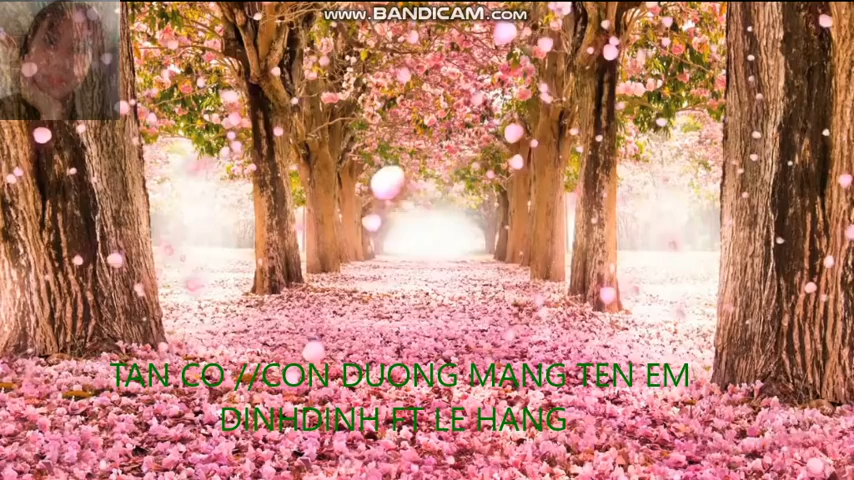 WWW.BANDICAM.COM
TAN CO //CON DUONG MANG TEN EM
DINHDINH FT LE HANG